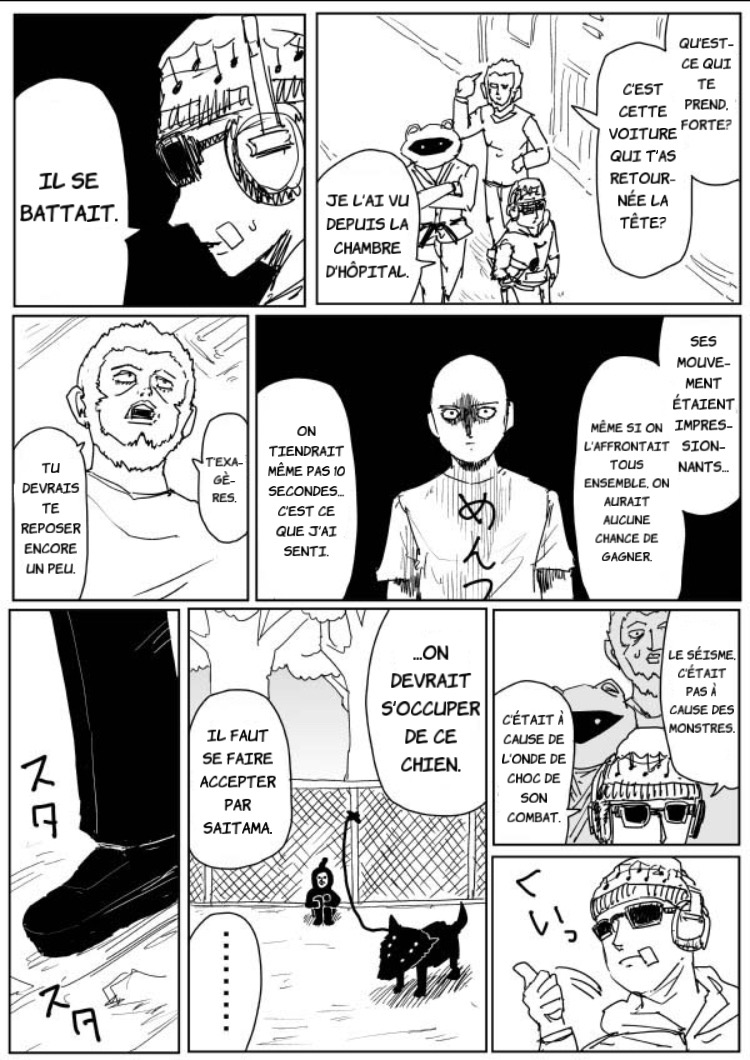 QU'EST-
CE QUI
TE
PREND,
FORTE?
C'EST
CETTE
VOITURE
QUI T'AS
RETOUR-
NÉE LA
TÊTE?
JE L'AI VU
DEPUIS LA
CHAMBRE
D'HÔPITAL.
IL SE
BATTAIT.
SES
MOUVE-
MENT
ÉTAIENT
IMPRES-
SION-
NANTS...
MÊME SI ON
L'AFFRONTAIT
TOUS
ENSEMBLE, ON
AURAIT
AUCUNE
CHANCE DE
GAGNER.
めんつ
ON
TIENDRAIT
MÊME PAS 10
SECONDES...
C'EST CE
QUE J'AI
SENTI.
T'EXA-
GÈ-
RES.
TU
DEVRAIS
TE
REPOSER
ENCORE
UN PEU.
LE SÉISME,
C'ÉTAIT
PAS À
CAUSE DES
MONSTRES.
C'ÉTAIT À
CAUSE DE
L'ONDE DE
CHOC DE
SON
COMBAT.
くいっ
...ON
DEVRAIT
S'OCCUPER
DE CE
CHIEN.
IL FAUT
SE FAIRE
ACCEPTER
PAR
SAITAMA.
........
スタ
スタ